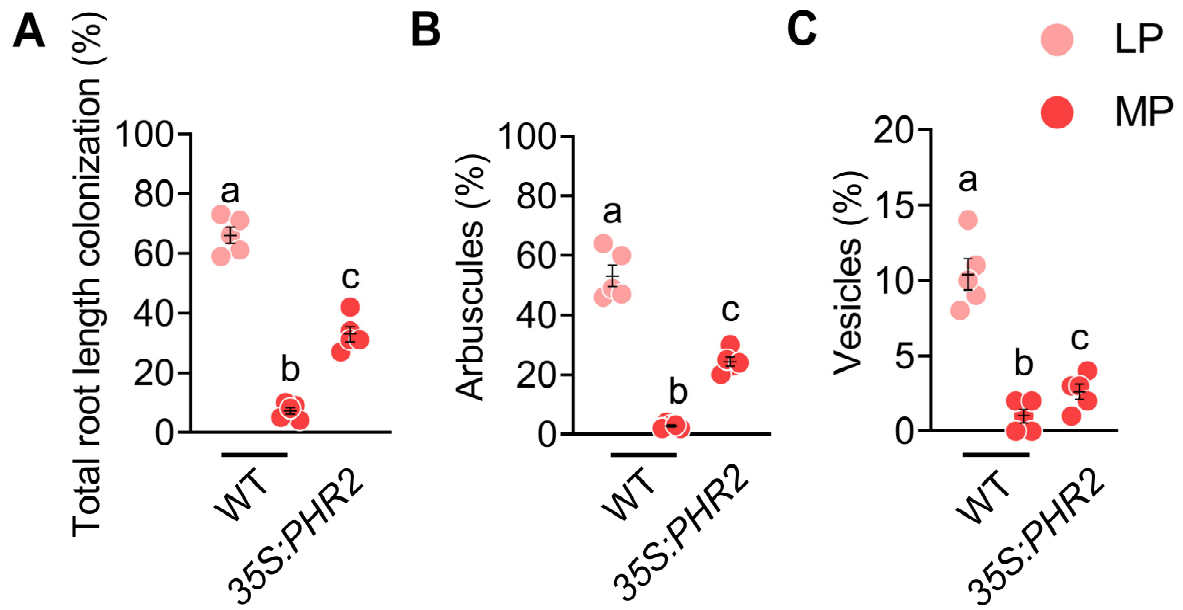 A
Total root length colonization (%)
100
80
60
40
20
0
a
b
c
WT
35S:PHR2
B
Arbuscules (%)
100
80
60
40
20
0
a
b
c
WT
35S:PHR2
C
Vesicles (%)
20
15
10
5
0
a
b
c
WT
35S:PHR2
LP
MP